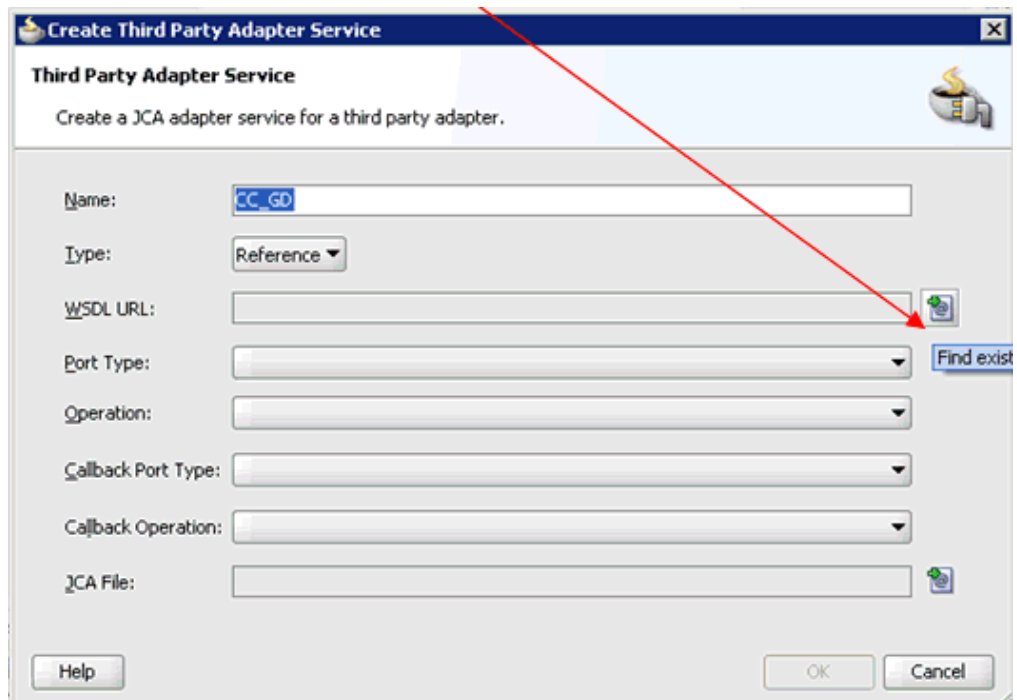 Create Third Party Adapter Service
Third Party Adapter Service
Create a JCA adapter service for a third party adapter.
Name: CC_GD
Type: Reference
WSDL URL:
Port Type:
Find exist
Operation:
Callback Port Type:
Callback Operation:
JCA File:
Help OK Cancel